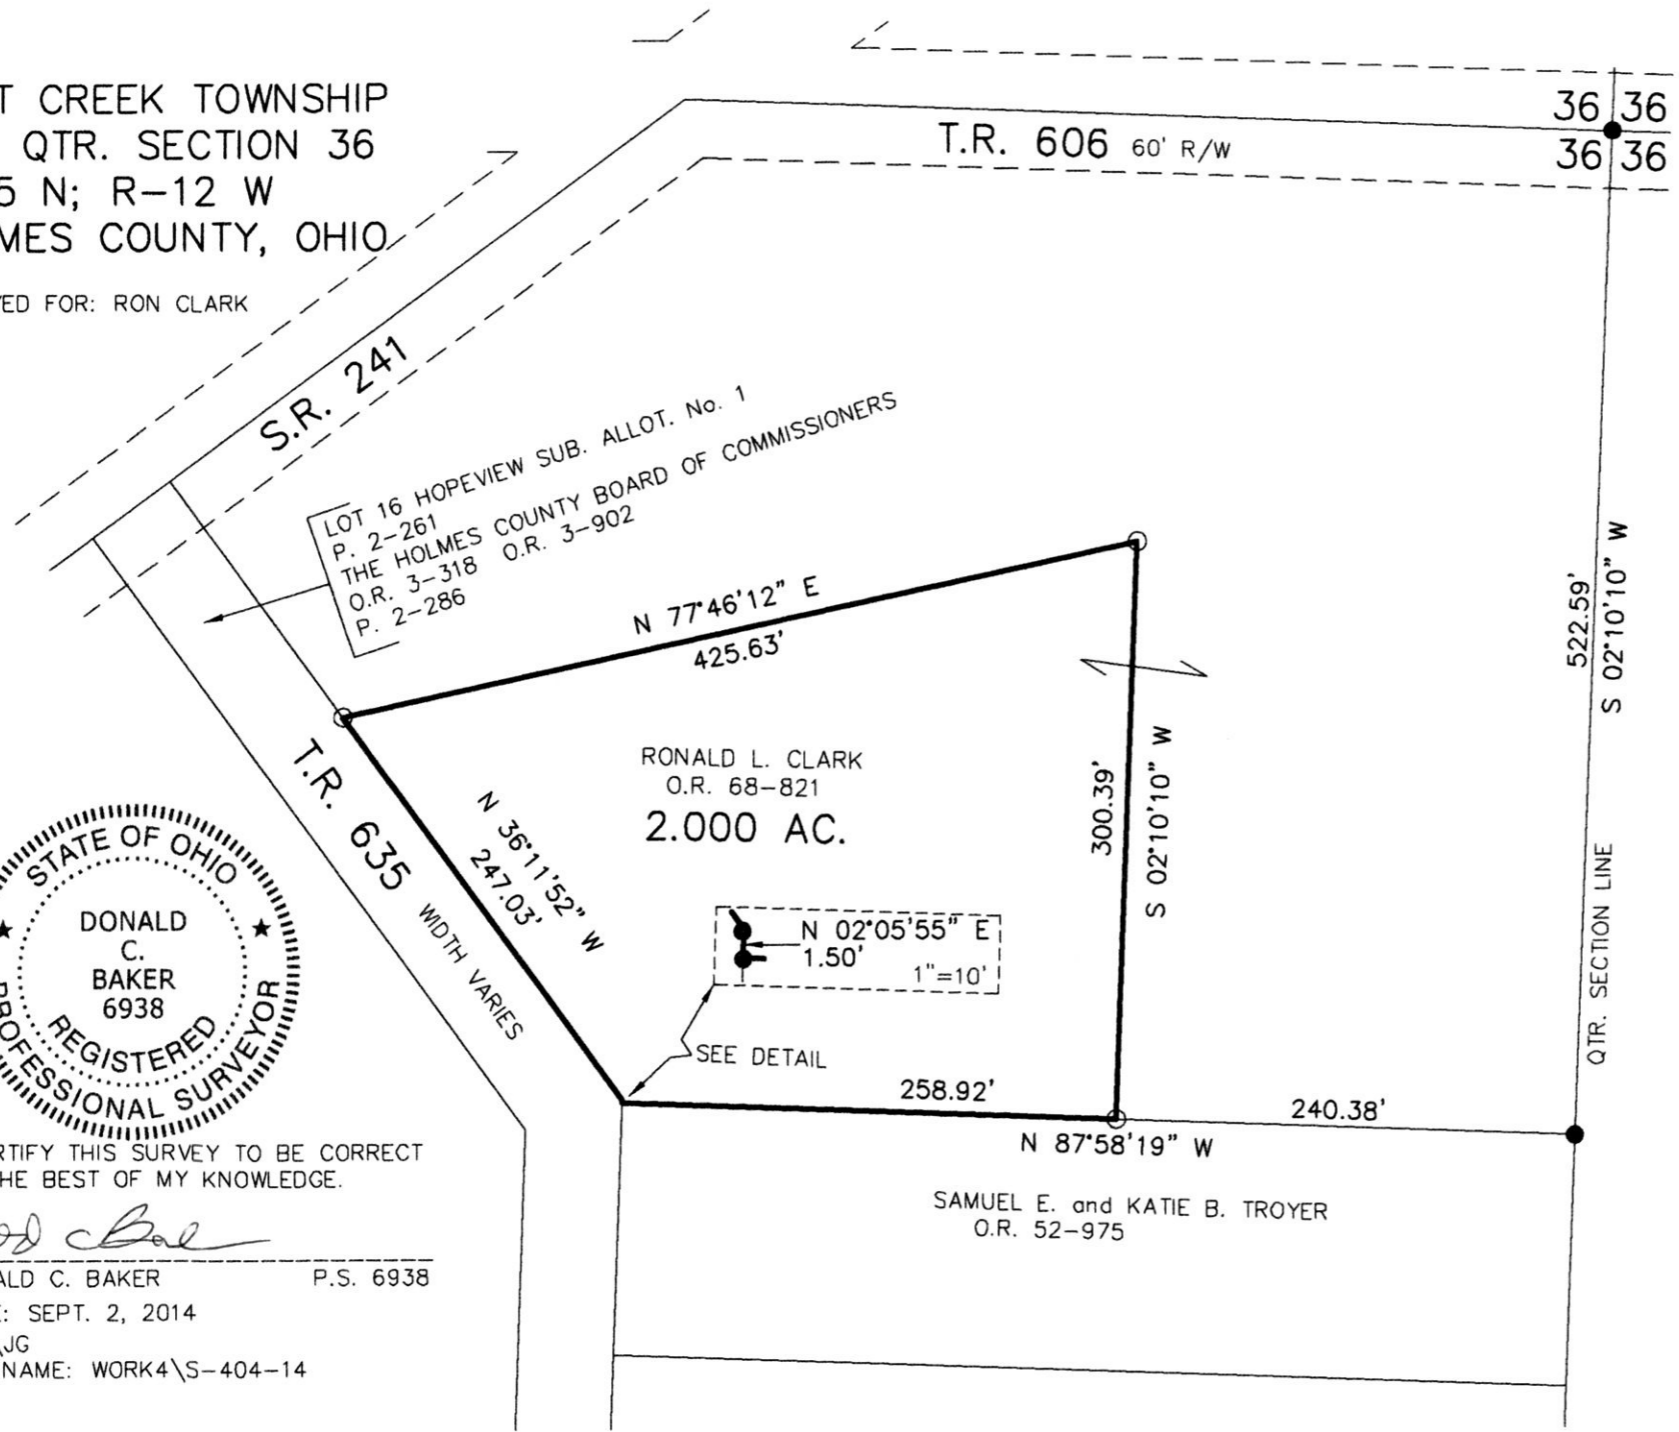 T CREEK TOWNSHIP
QTR. SECTION 36
5 N; R-12 W
MES COUNTY, OHIO
ED FOR: RON CLARK
36 36
36 36
T.R. 606 60' R/W
S.R. 241
LOT 16 HOPEVIEW SUB. ALLOT. No. 1
P. 2-261
THE HOLMES COUNTY BOARD OF COMMISSIONERS
O.R. 3-318 O.R. 3-902
P. 2-286
N 77°46'12" E
425.63'
522.59'
S 02°10'10" W
T.R. 635 WIDTH VARIES
N 36°11'52" W
247.03'
RONALD L. CLARK
O.R. 68-821
2.000 AC.
300.39'
S 02°10'10" W
N 02°05'55" E
1.50'
1"=10'
SEE DETAIL
QTR. SECTION LINE
258.92'
240.38'
N 87°58'19" W
SAMUEL E. and KATIE B. TROYER
O.R. 52-975
STATE OF OHIO
DONALD
C.
BAKER
6938
REGISTERED
PROFESSIONAL SURVEYOR
RTIFY THIS SURVEY TO BE CORRECT
HE BEST OF MY KNOWLEDGE.
ALD C. BAKER P.S. 6938
E: SEPT. 2, 2014
\JG
NAME: WORK4\S-404-14